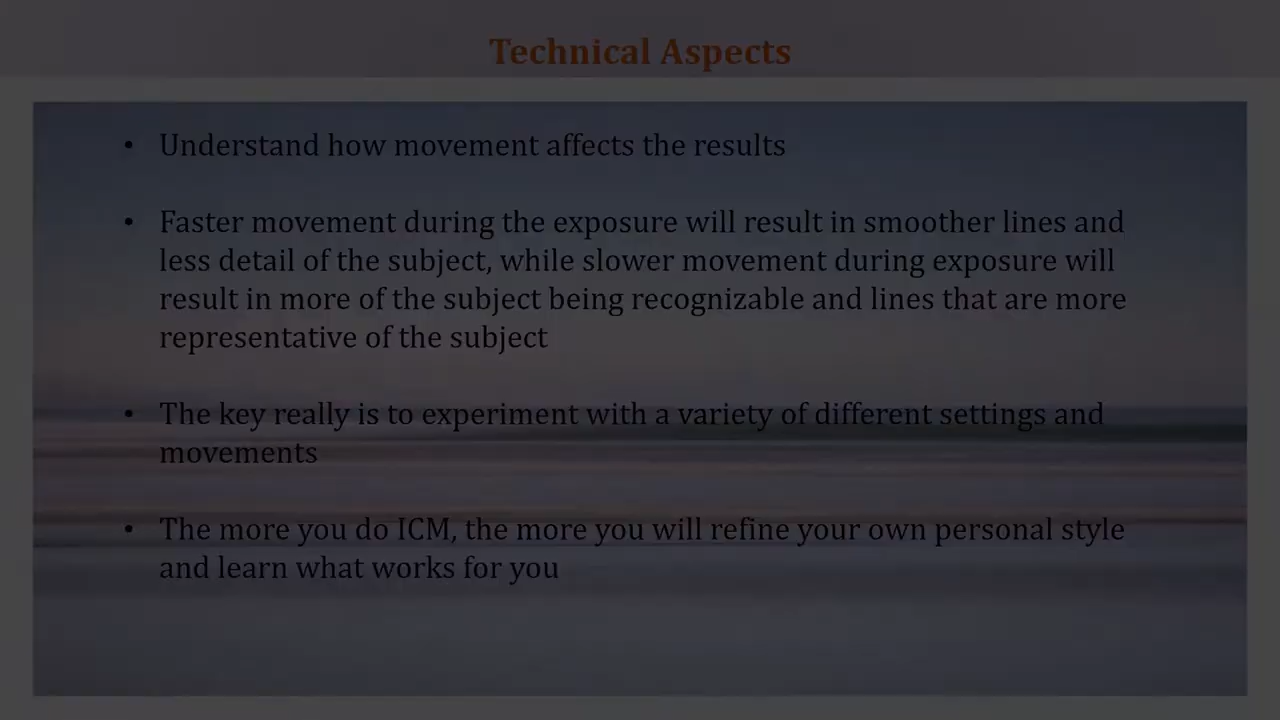 Technical Aspects
• Understand how movement affects the results
• Faster movement during the exposure will result in smoother lines and
less detail of the subject, while slower movement during exposure will
result in more of the subject being recognizable and lines that are more
representative of the subject
• The key really is to experiment with a variety of different settings and
movements
• The more you do ICM, the more you will refine your own personal style
and learn what works for you